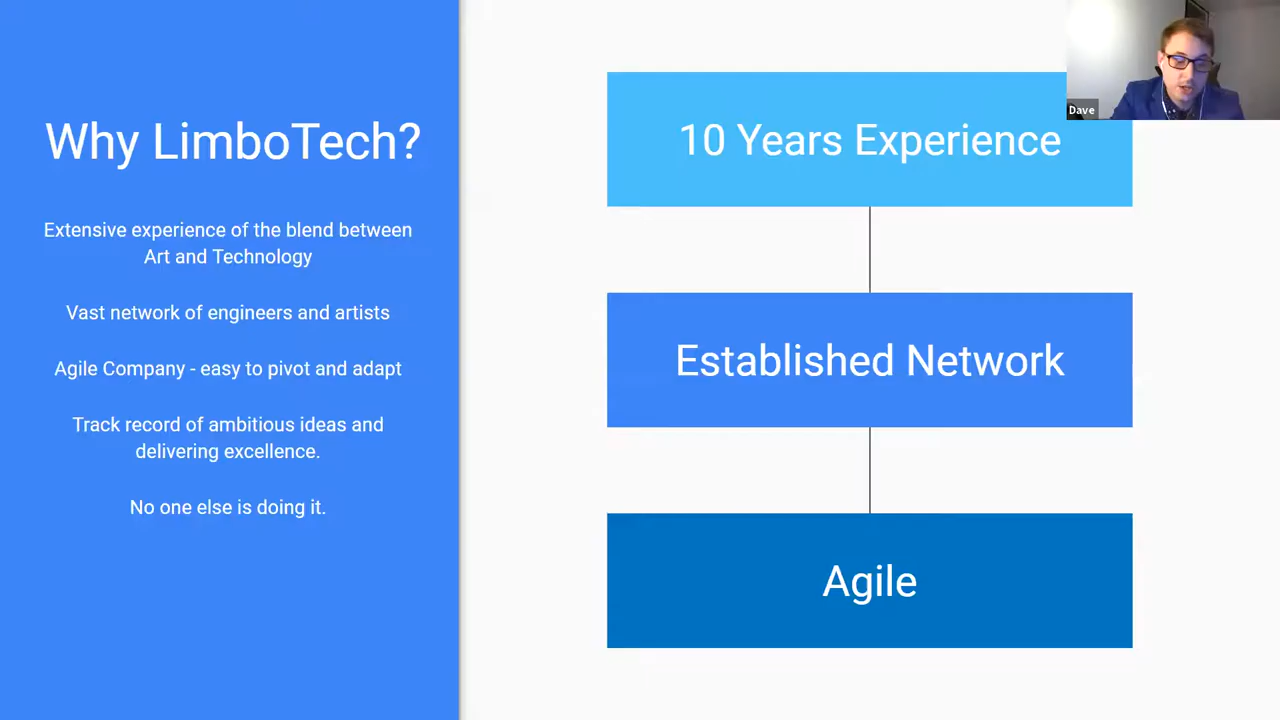 Why LimboTech?
Extensive experience of the blend between
Art and Technology
Vast network of engineers and artists
Agile Company - easy to pivot and adapt
Track record of ambitious ideas and
delivering excellence.
No one else is doing it.
10 Years Experience
Established Network
Agile
Dave